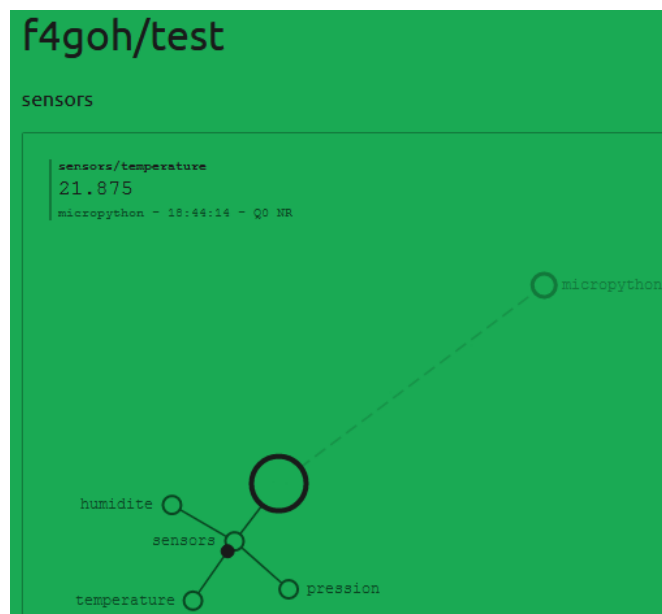 f4goh/test
sensors
sensors/temperature
21.875
micropython - 18:44:14 - Q0 NR
micropython
humidite
sensors
pression
temperature